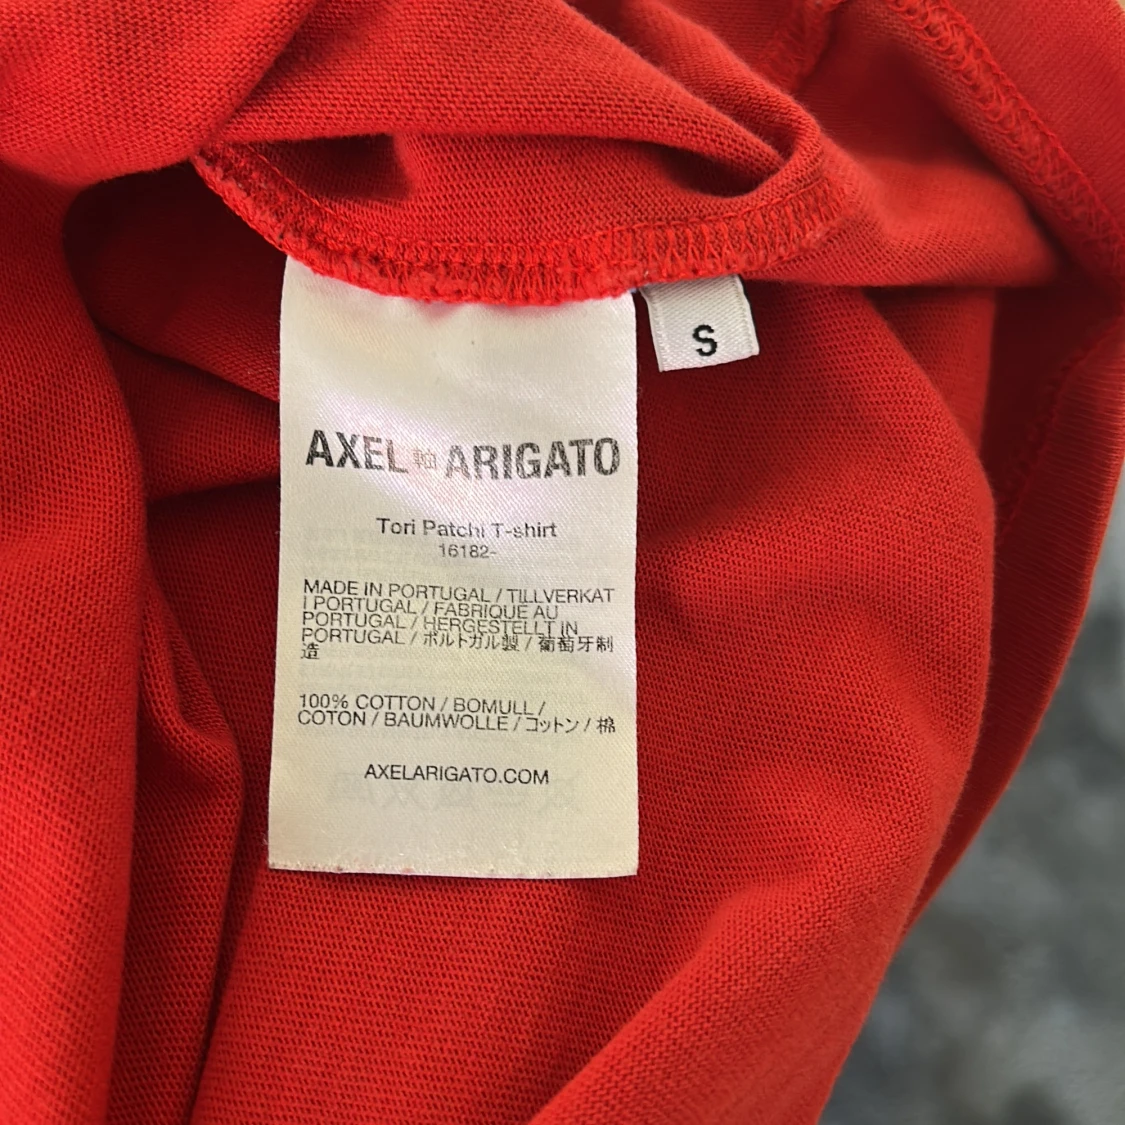 S
AXEL 軸 ARIGATO
Tori Patchi T-shirt
16182-
MADE IN PORTUGAL / TILLVERKAT
I PORTUGAL / FABRIQUE AU
PORTUGAL / HERGESTELLT IN
PORTUGAL / ポルトガル製 / 葡萄牙制
造
100% COTTON / BOMULL /
COTON / BAUMWOLLE / コットン / 棉
AXELARIGATO.COM